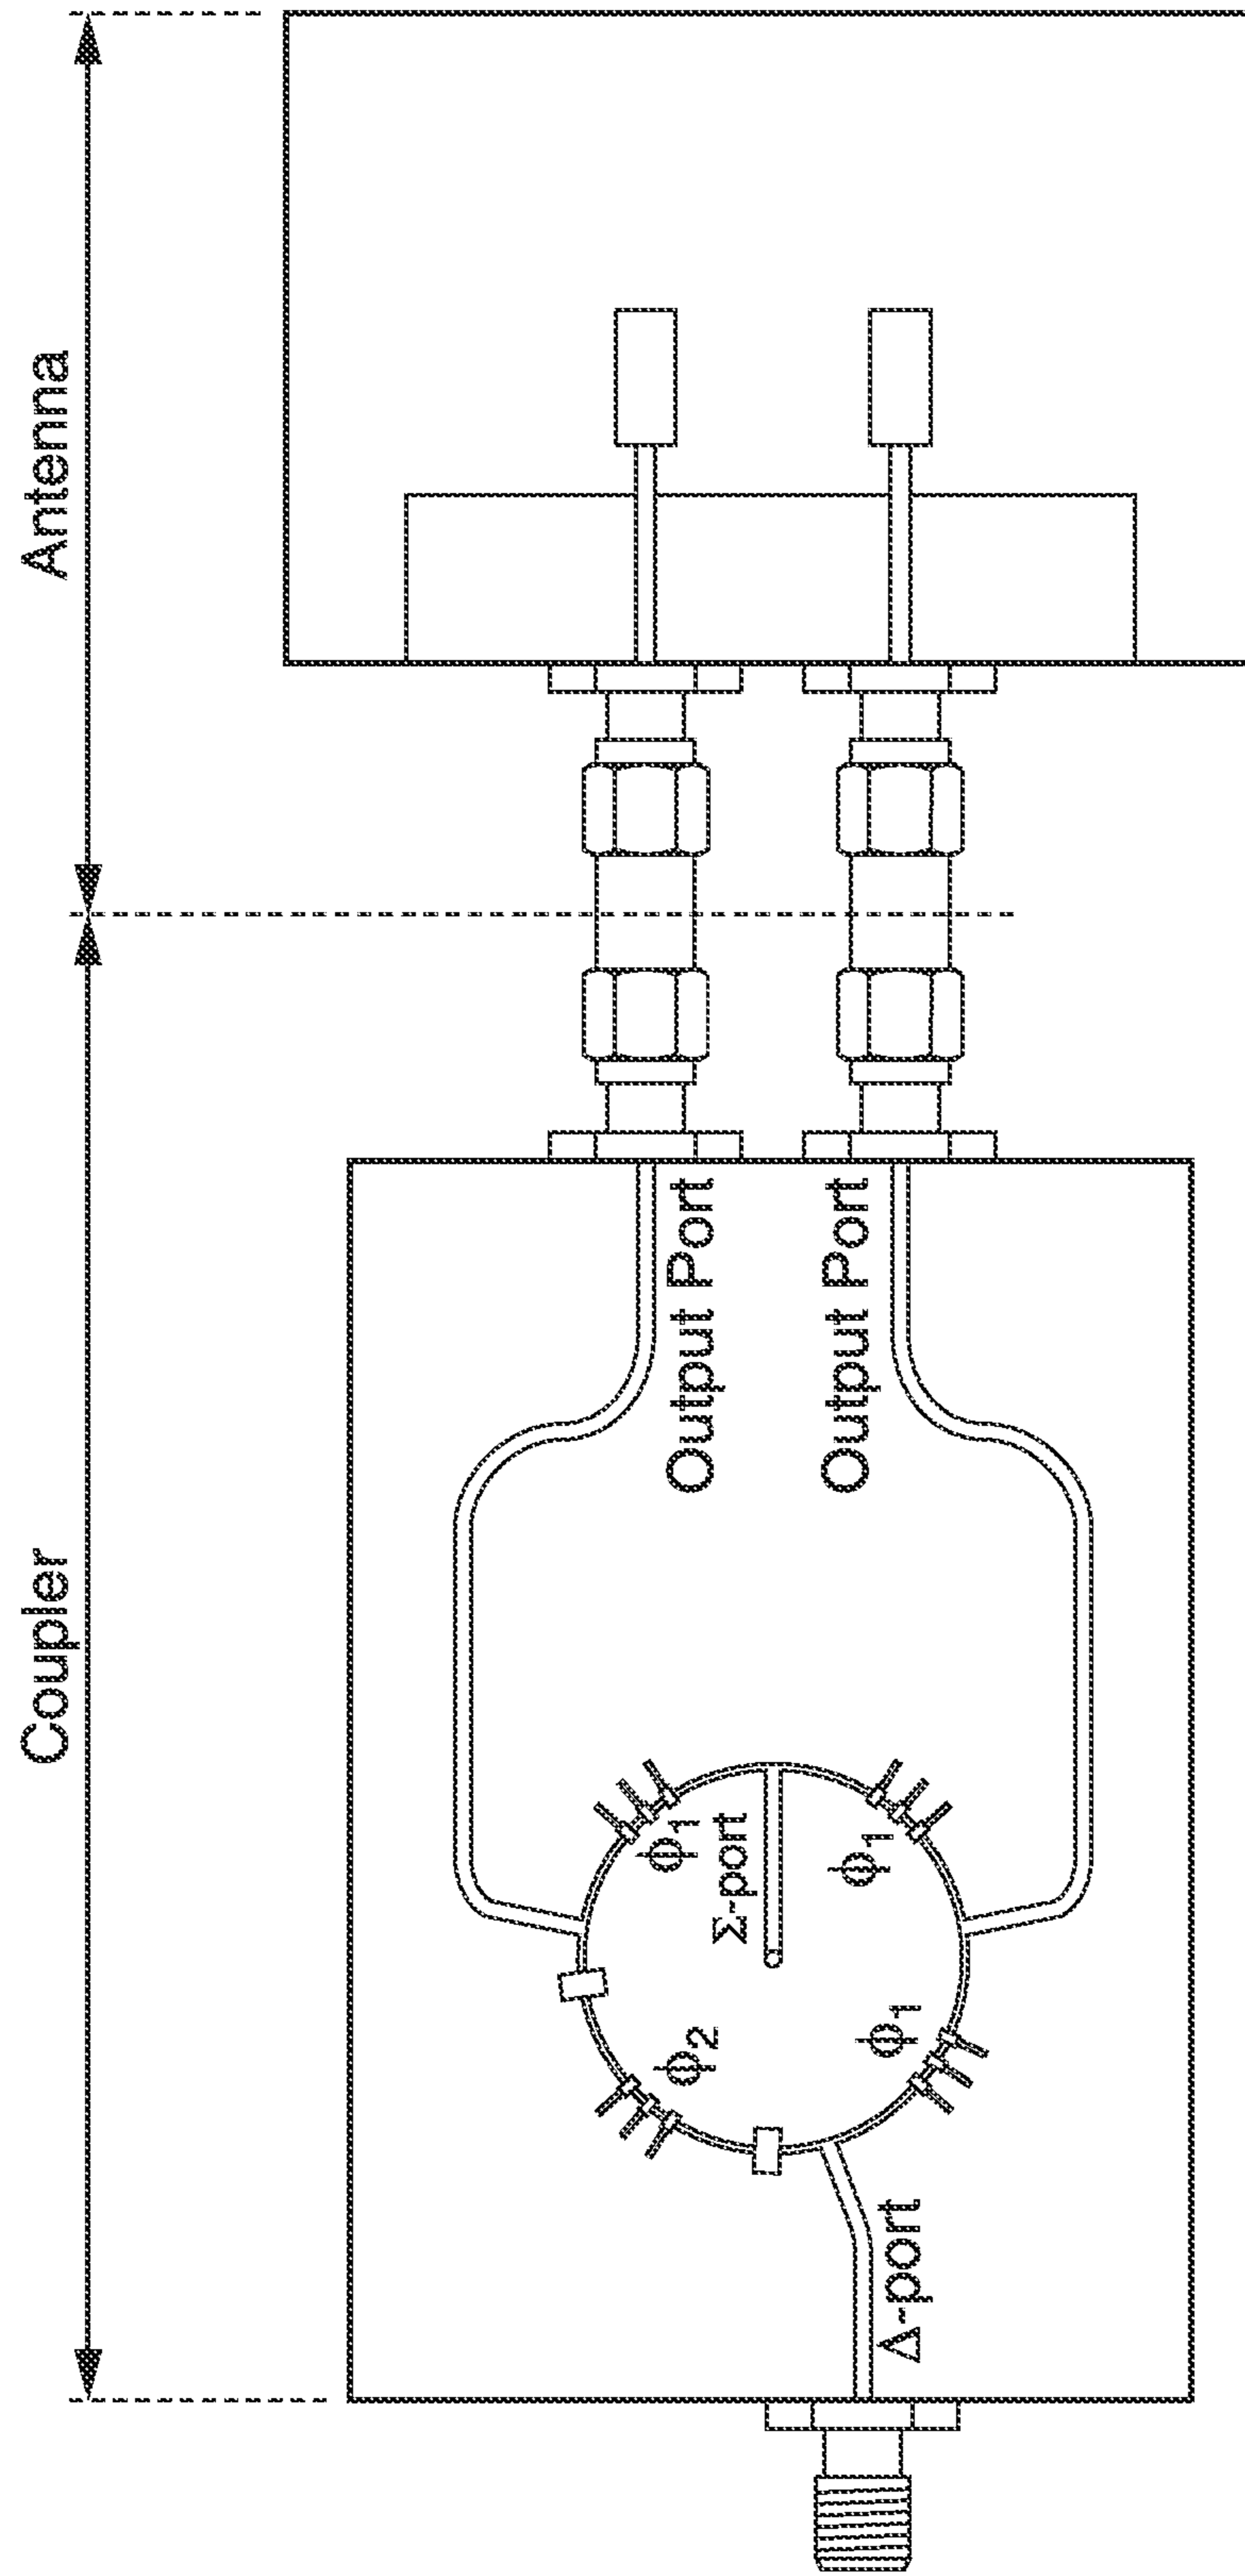 Coupler
Antenna
Output Port
Output Port
Φ1
Φ1
Σ-port
Φ2
Φ1
Δ-port